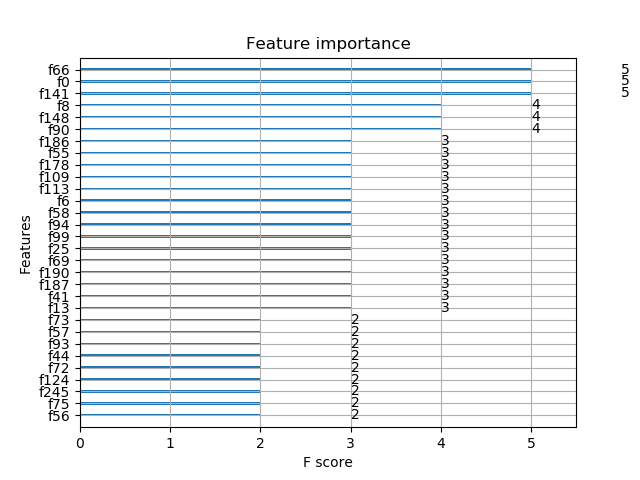 Feature importance
f66 5
f0 5
f141 5
f8 4
f148 4
f90 4
f186 3
f55 3
f178 3
f109 3
f113 3
f6 3
f58 3
f94 3
f99 3
f25 3
f69 3
f190 3
f187 3
f41 3
f13 3
f73 2
f57 2
f93 2
f44 2
f72 2
f124 2
f245 2
f75 2
f56 2
Features
0 1 2 3 4 5
F score